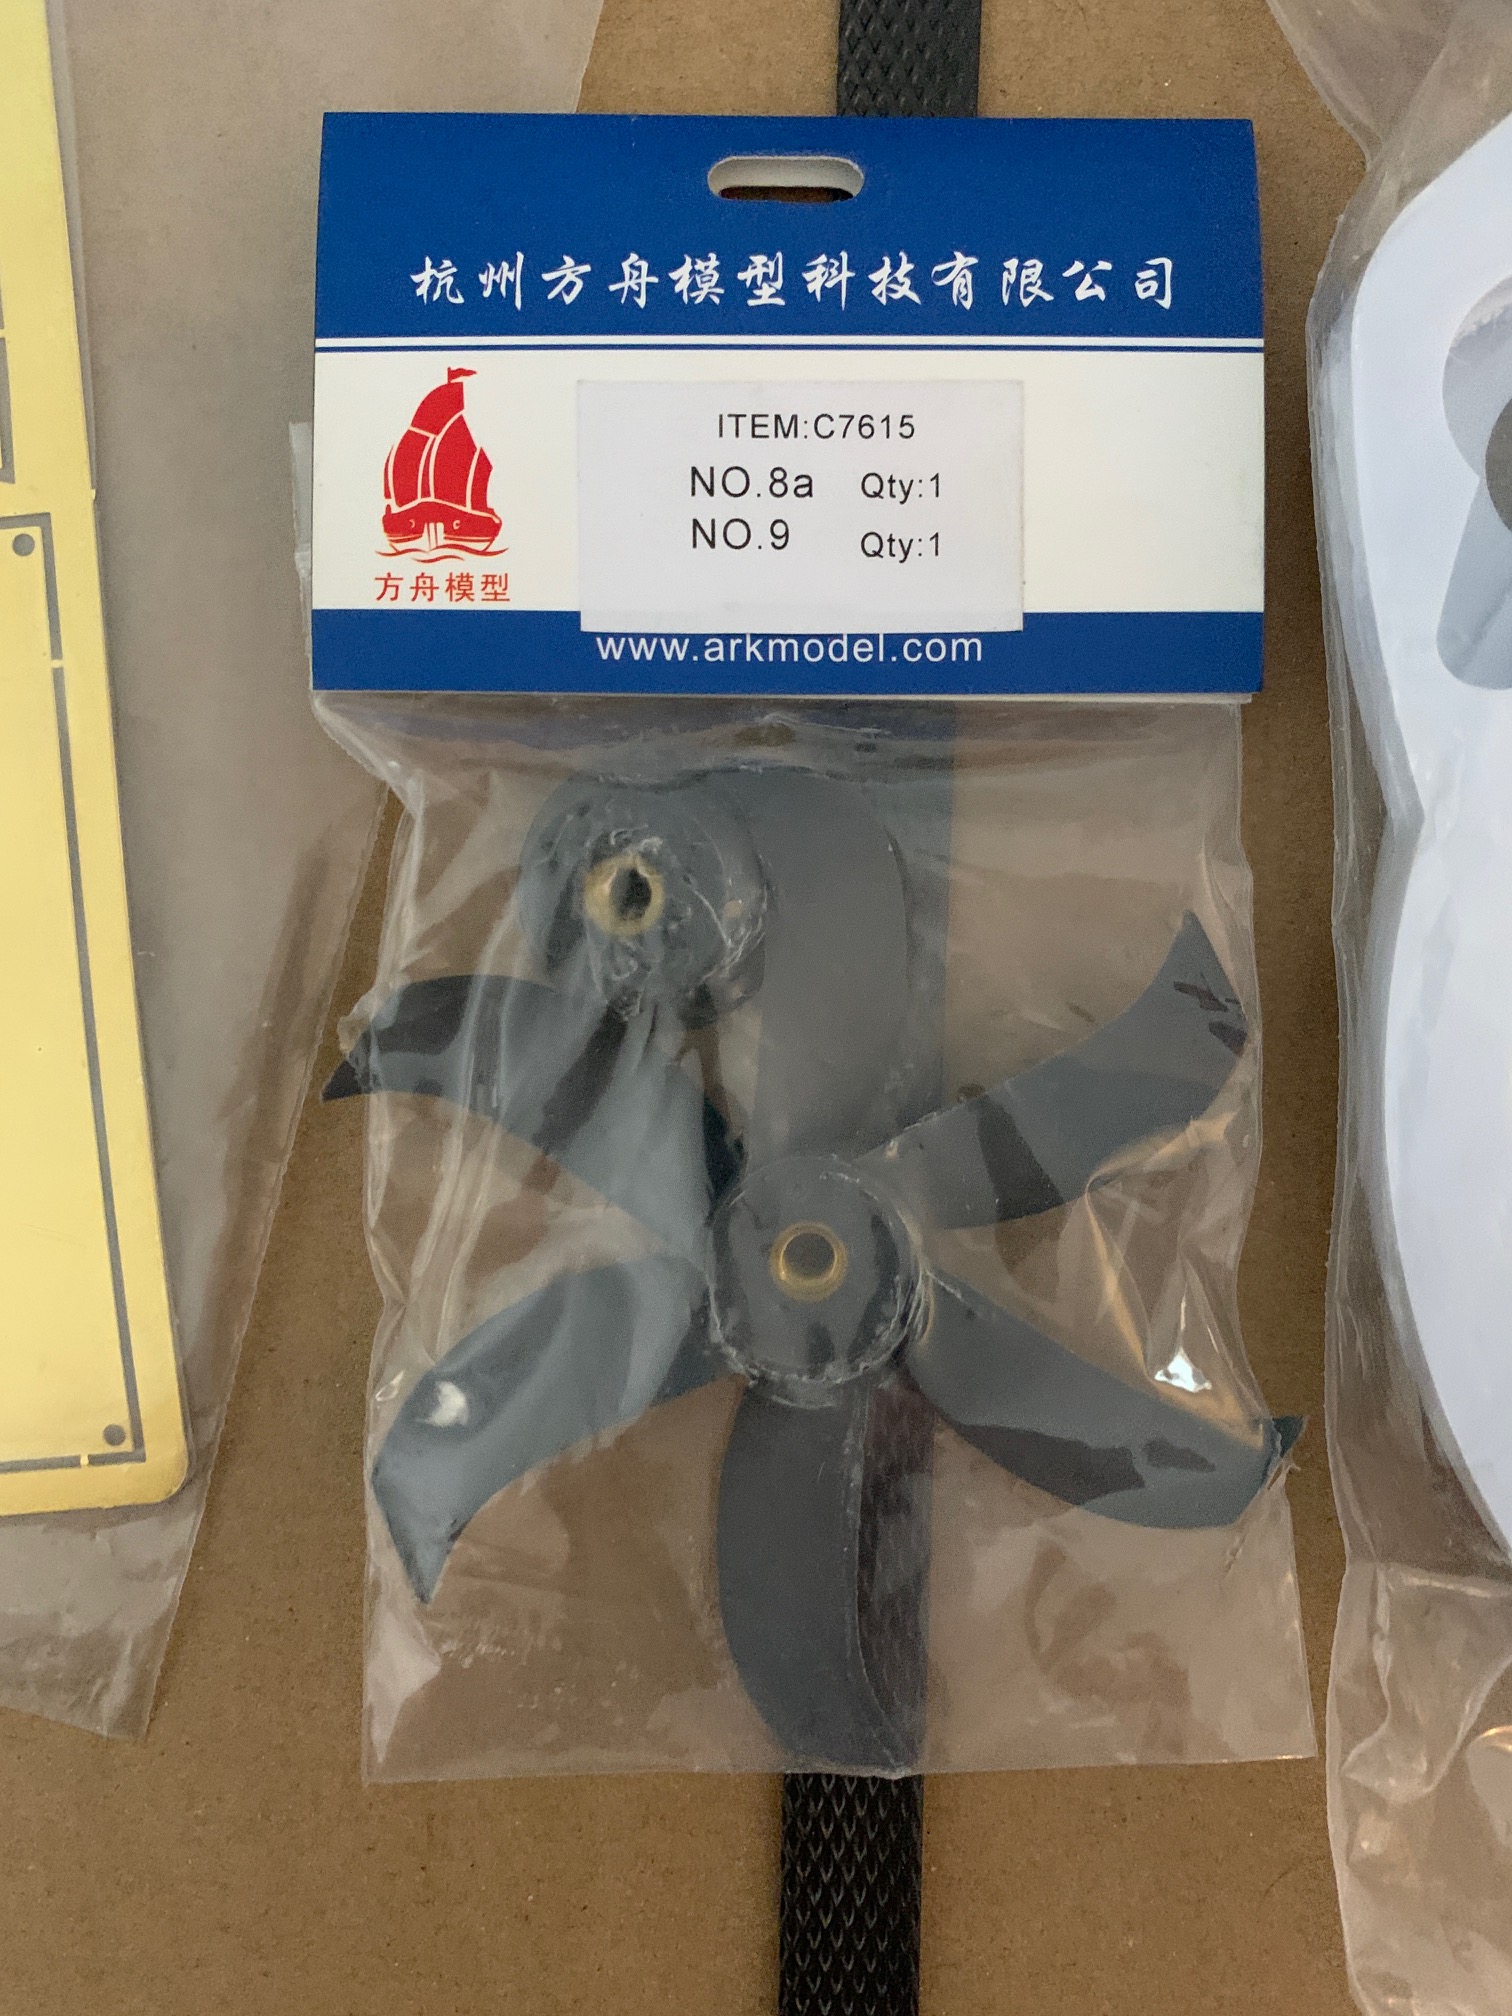 杭州方舟模型科技有限公司
ITEM:C7615
NO.8a Qty:1
NO.9 Qty:1
方舟模型
www.arkmodel.com